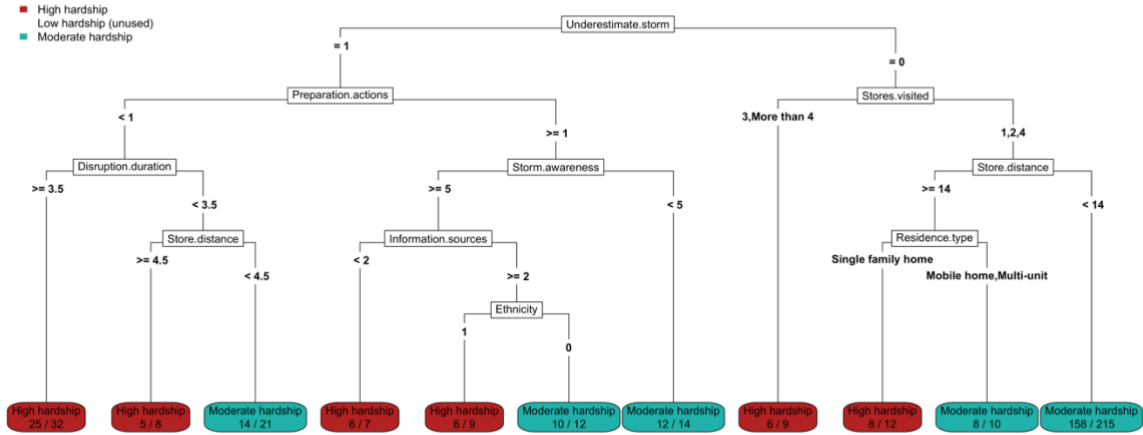 High hardship
Low hardship (unused)
Moderate hardship
Underestimate.storm
= 1
= 0
Preparation.actions
Stores.visited
< 1
>= 1
3,More than 4
1,2,4
Disruption.duration
Storm.awareness
Store.distance
>= 3.5
< 3.5
>= 5
< 5
>= 14
< 14
Store.distance
Information.sources
Residence.type
>= 4.5
< 4.5
< 2
>= 2
Single family home
Mobile home,Multi-unit
Ethnicity
1
0
High hardship
25 / 32
High hardship
5 / 8
Moderate hardship
14 / 21
High hardship
6 / 7
High hardship
6 / 9
Moderate hardship
10 / 12
Moderate hardship
12 / 14
High hardship
6 / 9
High hardship
8 / 12
Moderate hardship
8 / 10
Moderate hardship
158 / 215